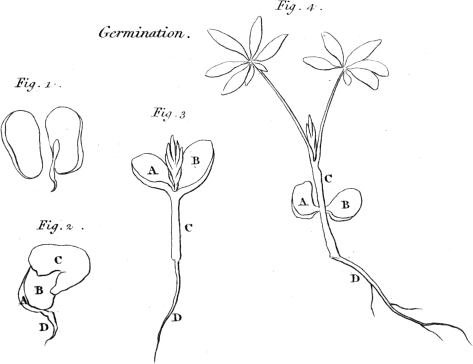 Germination.
Fig. 1.
Fig. 2
C
B
A
D
Fig. 3
A
B
C
D
Fig. 4.
C
A
B
D